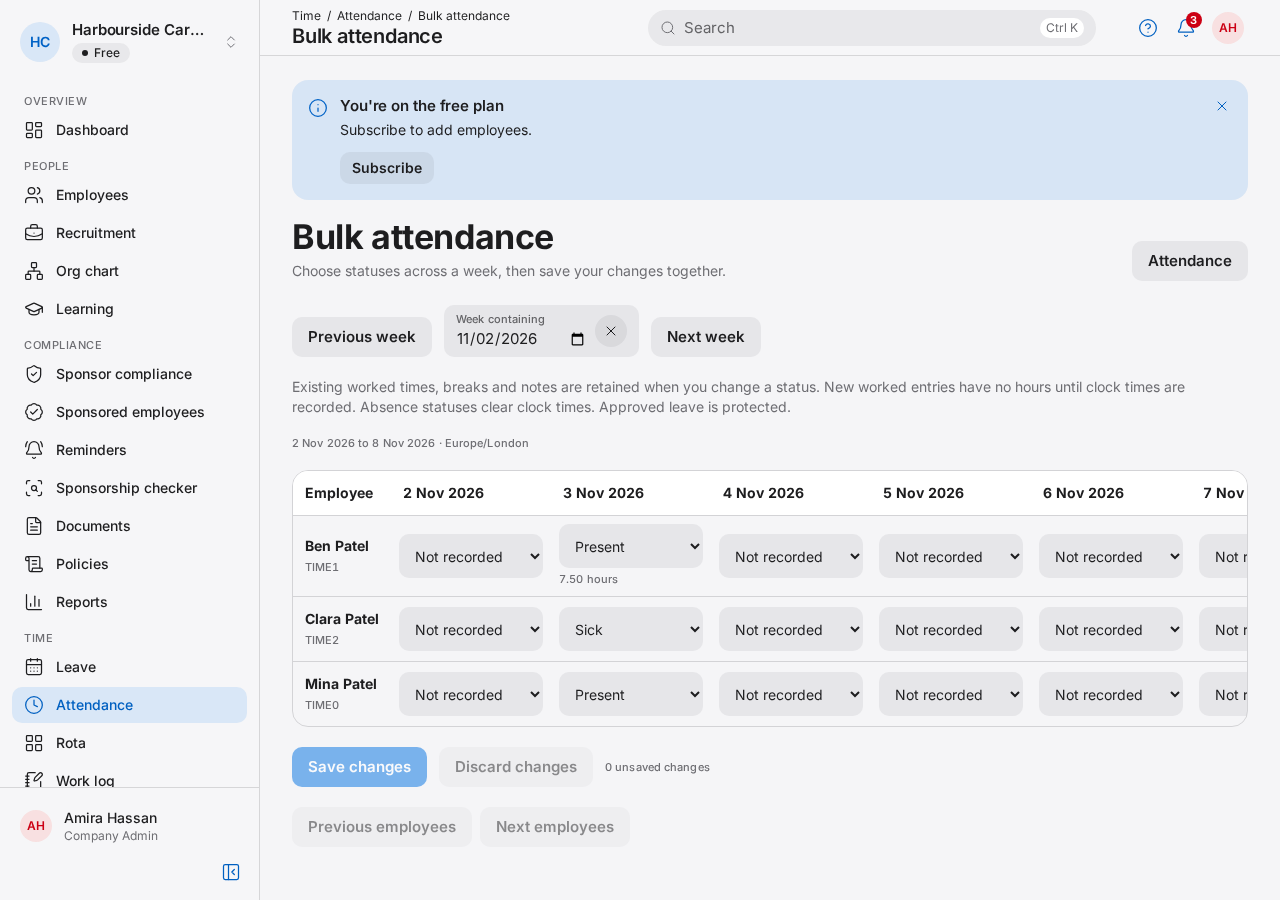 HC
Harbourside Car...
Free
OVERVIEW
Dashboard
PEOPLE
Employees
Recruitment
Org chart
Learning
COMPLIANCE
Sponsor compliance
Sponsored employees
Reminders
Sponsorship checker
Documents
Policies
Reports
TIME
Leave
Attendance
Rota
Work log
AH
Amira Hassan
Company Admin
Time / Attendance / Bulk attendance
Bulk attendance
Search
Ctrl K
3
AH
You're on the free plan
Subscribe to add employees.
Subscribe
Bulk attendance
Choose statuses across a week, then save your changes together.
Attendance
Previous week
Week containing
11/02/2026
Next week
Existing worked times, breaks and notes are retained when you change a status. New worked entries have no hours until clock times are
recorded. Absence statuses clear clock times. Approved leave is protected.
2 Nov 2026 to 8 Nov 2026 · Europe/London
Employee 2 Nov 2026 3 Nov 2026 4 Nov 2026 5 Nov 2026 6 Nov 2026 7 Nov
Ben Patel
TIME1
Not recorded Present Not recorded Not recorded Not recorded Not r
7.50 hours
Clara Patel
TIME2
Not recorded Sick Not recorded Not recorded Not recorded Not r
Mina Patel
TIME0
Not recorded Present Not recorded Not recorded Not recorded Not r
Save changes
Discard changes
0 unsaved changes
Previous employees
Next employees